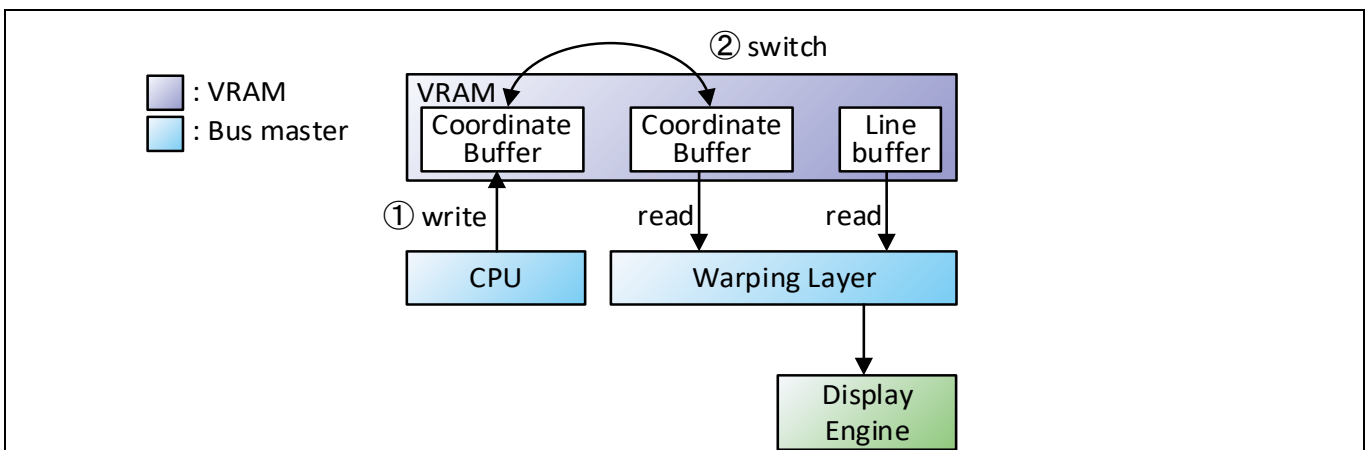 ② switch
: VRAM
: Bus master
VRAM
Coordinate
Buffer
Coordinate
Buffer
Line
buffer
① write
read
read
CPU
Warping Layer
Display
Engine